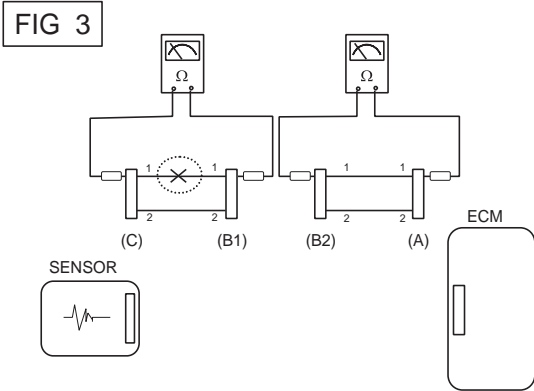 FIG 3
Ω Ω
1 1 1 1
2 2 2 2
(C) (B1) (B2) (A)
ECM
SENSOR